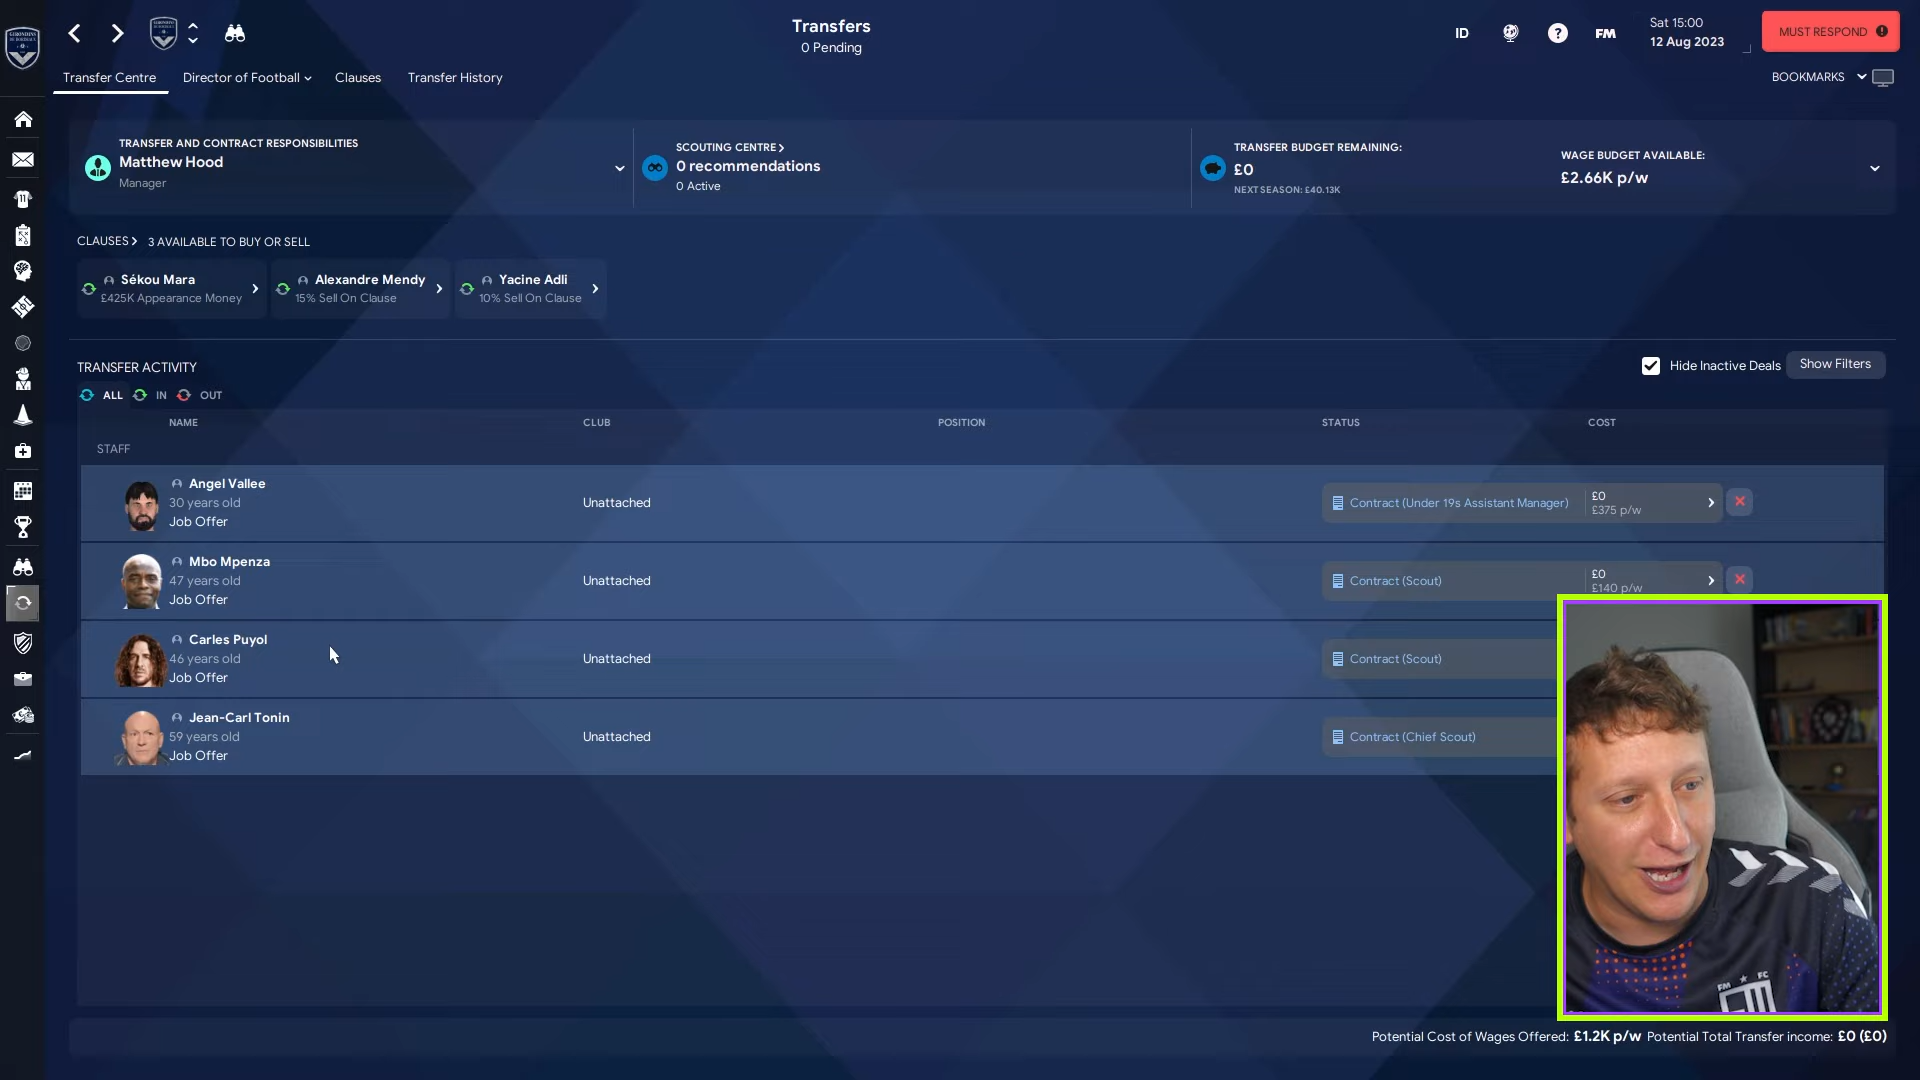 Transfers
0 Pending
ID
FM
Sat 15:00
12 Aug 2023
MUST RESPOND
Transfer Centre
Director of Football
Clauses
Transfer History
BOOKMARKS
TRANSFER AND CONTRACT RESPONSIBILITIES
Matthew Hood
Manager
SCOUTING CENTRE
0 recommendations
0 Active
TRANSFER BUDGET REMAINING:
£0
NEXT SEASON: £40.13K
WAGE BUDGET AVAILABLE:
£2.66K p/w
CLAUSES 3 AVAILABLE TO BUY OR SELL
Sékou Mara
£425K Appearance Money
Alexandre Mendy
15% Sell On Clause
Yacine Adli
10% Sell On Clause
TRANSFER ACTIVITY
Hide Inactive Deals
Show Filters
ALL
IN
OUT
NAME
CLUB
POSITION
STATUS
COST
STAFF
Angel Vallee
30 years old
Job Offer
Unattached
Contract (Under 19s Assistant Manager)
£0
£375 p/w
Mbo Mpenza
47 years old
Job Offer
Unattached
Contract (Scout)
£0
£140 p/w
Carles Puyol
46 years old
Job Offer
Unattached
Contract (Scout)
Jean-Carl Tonin
59 years old
Job Offer
Unattached
Contract (Chief Scout)
FM FC
Potential Cost of Wages Offered: £1.2K p/w Potential Total Transfer income: £0 (£0)